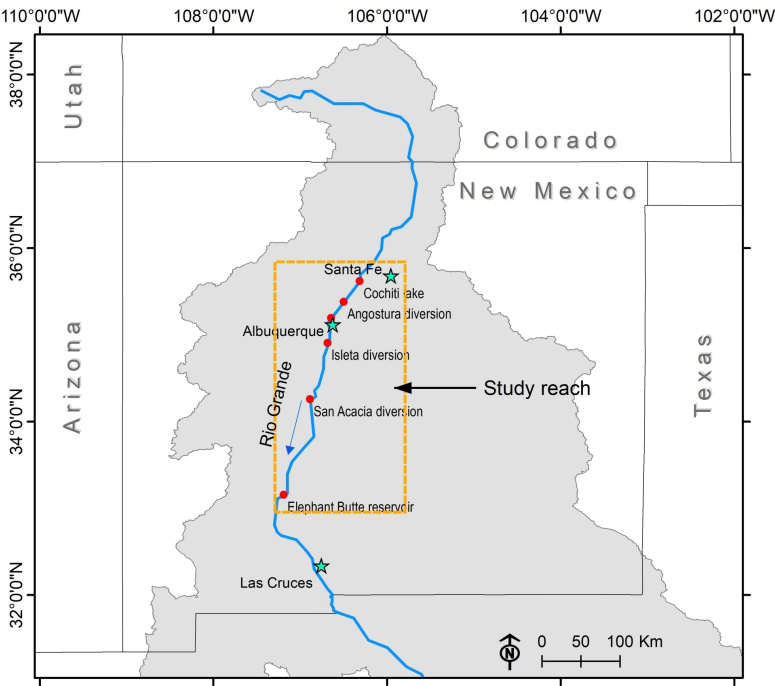 110°0'0"W 108°0'0"W 106°0'0"W 104°0'0"W 102°0'0"W
38°0'0"N
Utah
Colorado
New Mexico
36°0'0"N
Santa Fe
Cochiti lake
Angostura diversion
Albuquerque
Isleta diversion
Arizona
Texas
Rio Grande
Study reach
San Acacia diversion
34°0'0"N
Elephant Butte reservoir
Las Cruces
32°0'0"N
N
0 50 100 Km